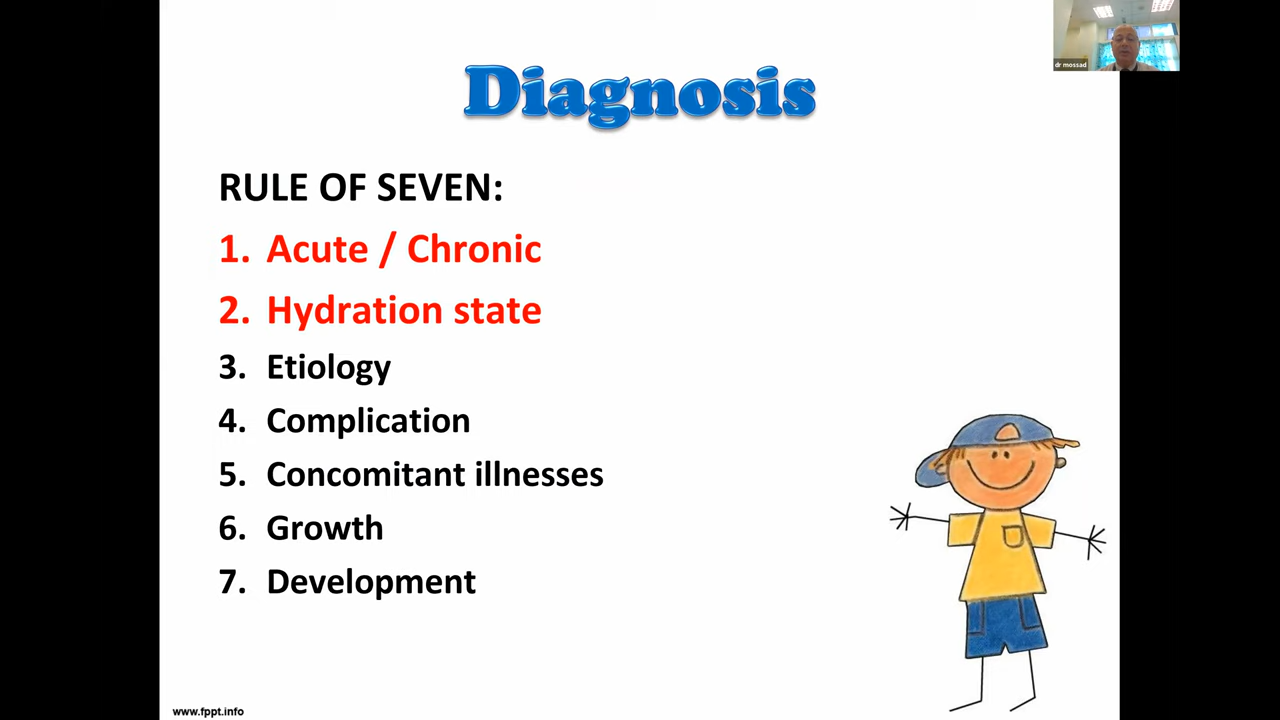 dr mossad
Diagnosis
RULE OF SEVEN:
1. Acute / Chronic
2. Hydration state
3. Etiology
4. Complication
5. Concomitant illnesses
6. Growth
7. Development
www.fppt.info